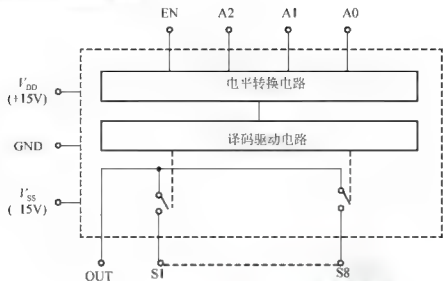 EN A2 A1 A0
电平转换电路
V_DD
(+15V)
译码驱动电路
GND
V_SS
(-15V)
OUT S1 S8